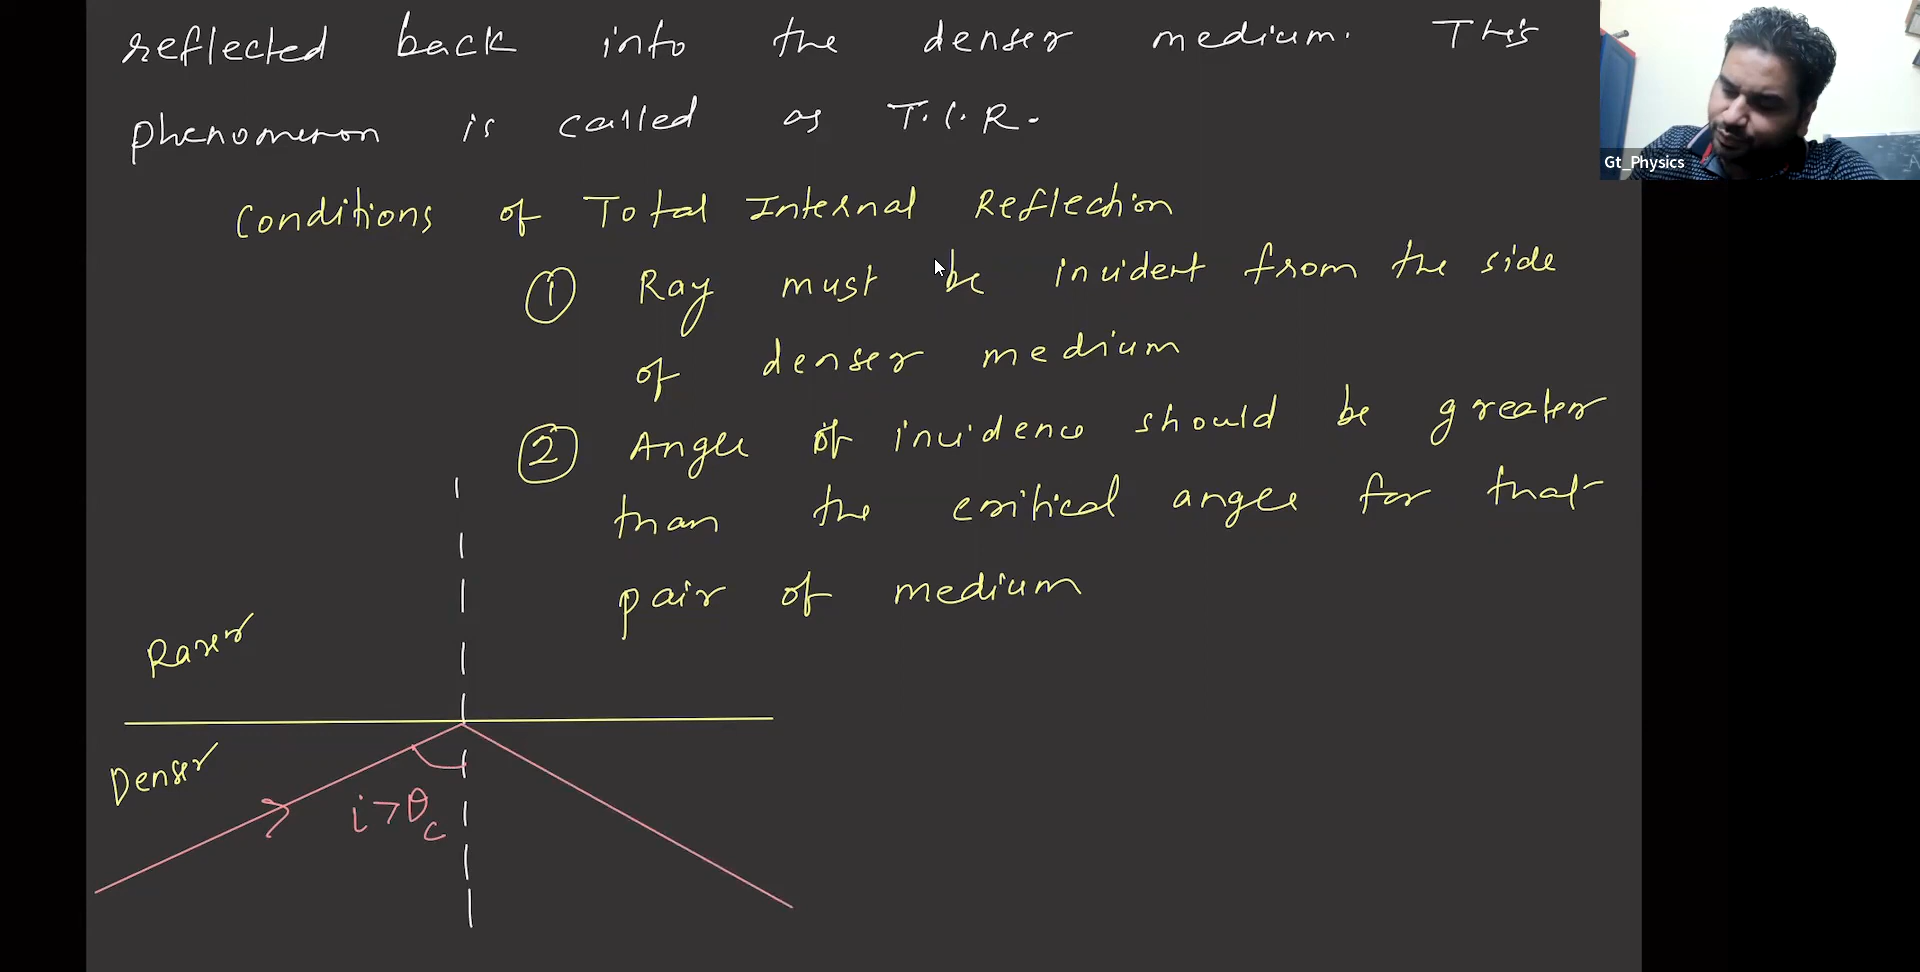 reflected back into the denser medium. This
phenomenon is called as T.I.R.
Gt_Physics
Conditions of Total Internal Reflection
1 Ray must be incident from the side
of denser medium
2 Angle of incidence should be greater
than the critical angle for that
pair of medium
Rarer
Denser
i>θc